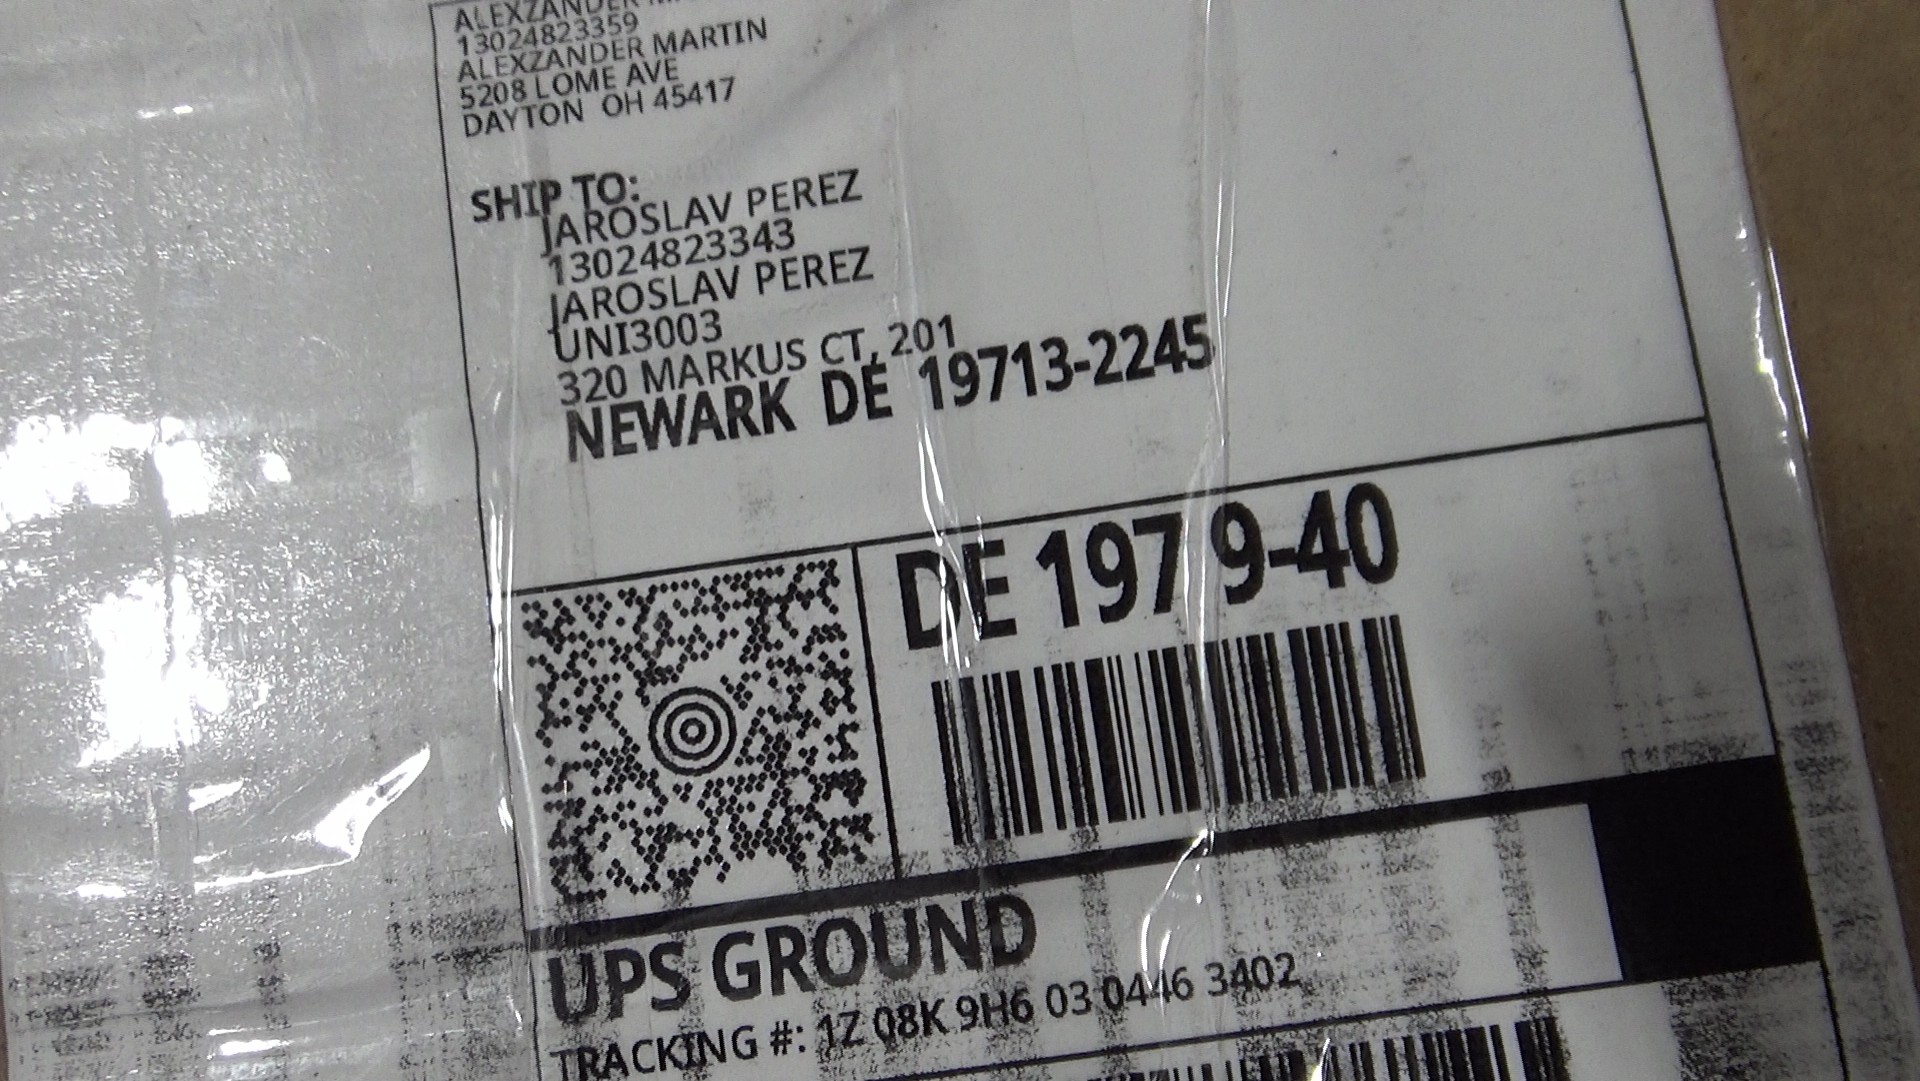 ALEXZANDER
13024823359
ALEXZANDER MARTIN
5208 LOME AVE
DAYTON OH 45417
SHIP TO:
JAROSLAV PEREZ
13024823343
JAROSLAV PEREZ
UNI3003
320 MARKUS CT, 201
NEWARK DE 19713-2245
DE 197 9-40
UPS GROUND
TRACKING #: 1Z 08K 9H6 03 0446 3402